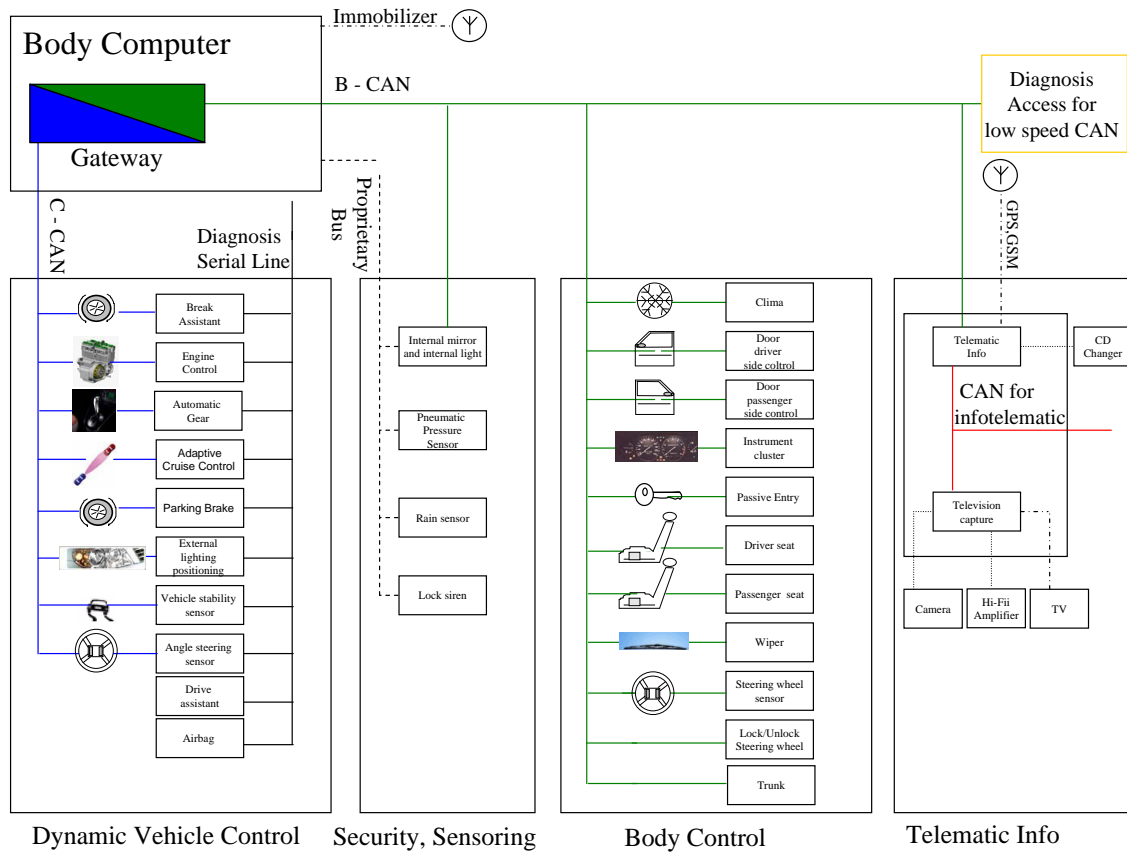 Immobilizer
Body Computer
Gateway
B - CAN
Diagnosis
Access for
low speed CAN
C - CAN
Diagnosis
Serial Line
Proprietary
Bus
GPS,GSM
Break
Assistant
Engine
Control
Automatic
Gear
Adaptive
Cruise Control
Parking Brake
External
lighting
positioning
Vehicle stability
sensor
Angle steering
sensor
Drive
assistant
Airbag
Dynamic Vehicle Control
Internal mirror
and internal light
Pneumatic
Pressure
Sensor
Rain sensor
Lock siren
Security, Sensoring
Clima
Door
driver
side coltrol
Door
passenger
side control
Instrument
cluster
Passive Entry
Driver seat
Passenger seat
Wiper
Steering wheel
sensor
Lock/Unlock
Steering wheel
Trunk
Body Control
Telematic
Info
CD
Changer
CAN for
infotelematic
Television
capture
Camera
Hi-Fii
Amplifier
TV
Telematic Info